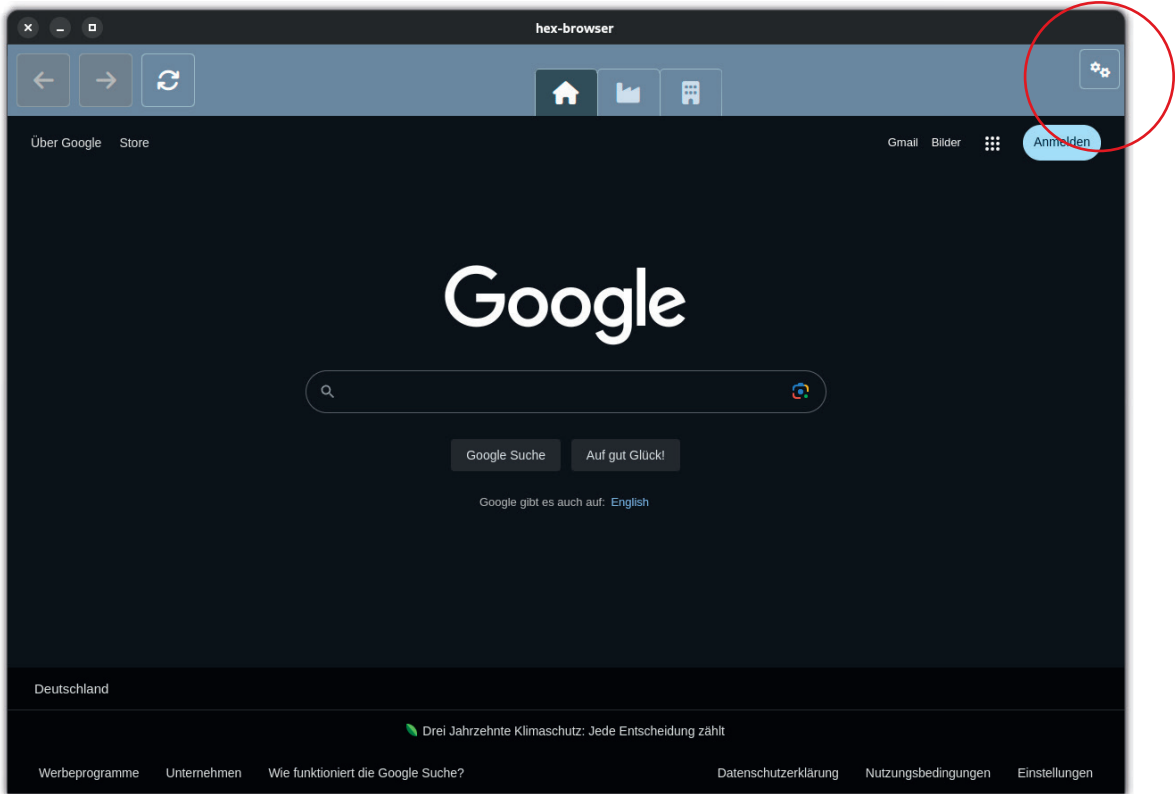 hex-browser
Über Google Store
Gmail Bilder Anmelden
Google
Google Suche Auf gut Glück!
Google gibt es auch auf: English
Deutschland
Drei Jahrzehnte Klimaschutz: Jede Entscheidung zählt
Werbeprogramme Unternehmen Wie funktioniert die Google Suche? Datenschutzerklärung Nutzungsbedingungen Einstellungen